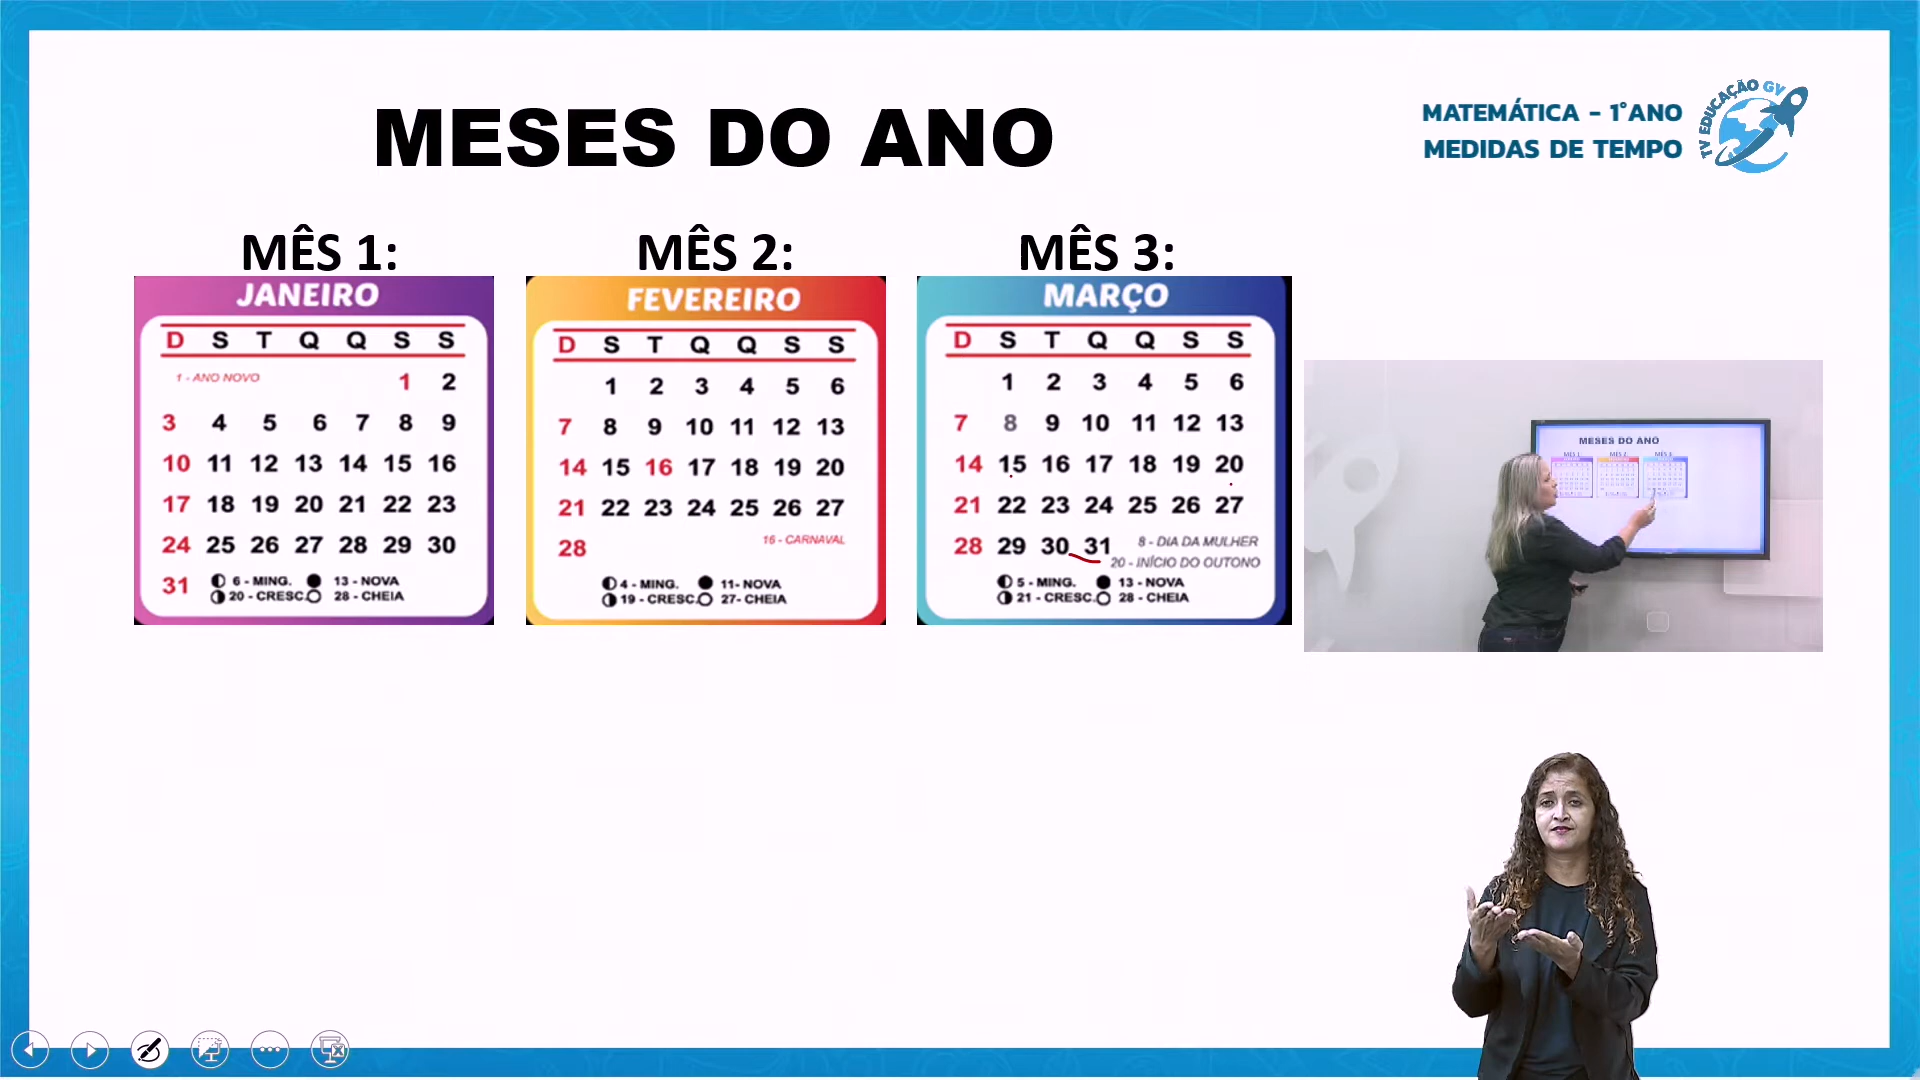 MESES DO ANO
MATEMÁTICA - 1°ANO
MEDIDAS DE TEMPO
TV EDUCAÇÃO GV
MÊS 1:
JANEIRO
D S T Q Q S S
1 - ANO NOVO 1 2
3 4 5 6 7 8 9
10 11 12 13 14 15 16
17 18 19 20 21 22 23
24 25 26 27 28 29 30
31 6 - MING. 13 - NOVA
20 - CRESC. 28 - CHEIA
MÊS 2:
FEVEREIRO
D S T Q Q S S
1 2 3 4 5 6
7 8 9 10 11 12 13
14 15 16 17 18 19 20
21 22 23 24 25 26 27
28 16 - CARNAVAL
4 - MING. 11- NOVA
19 - CRESC. 27- CHEIA
MÊS 3:
MARÇO
D S T Q Q S S
1 2 3 4 5 6
7 8 9 10 11 12 13
14 15 16 17 18 19 20
21 22 23 24 25 26 27
28 29 30 31 8 - DIA DA MULHER
20 - INÍCIO DO OUTONO
5 - MING. 13 - NOVA
21 - CRESC. 28 - CHEIA
MESES DO ANO
MÊS 1: MÊS 2: MÊS 3: